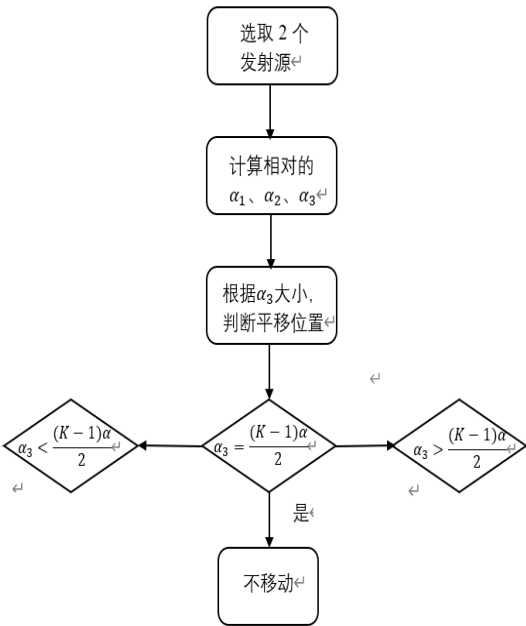 选取 2 个
发射源
计算相对的
α₁、α₂、α₃
根据α₃大小,
判断平移位置
α₃ < (K − 1)α / 2
α₃ = (K − 1)α / 2
α₃ > (K − 1)α / 2
是
不移动